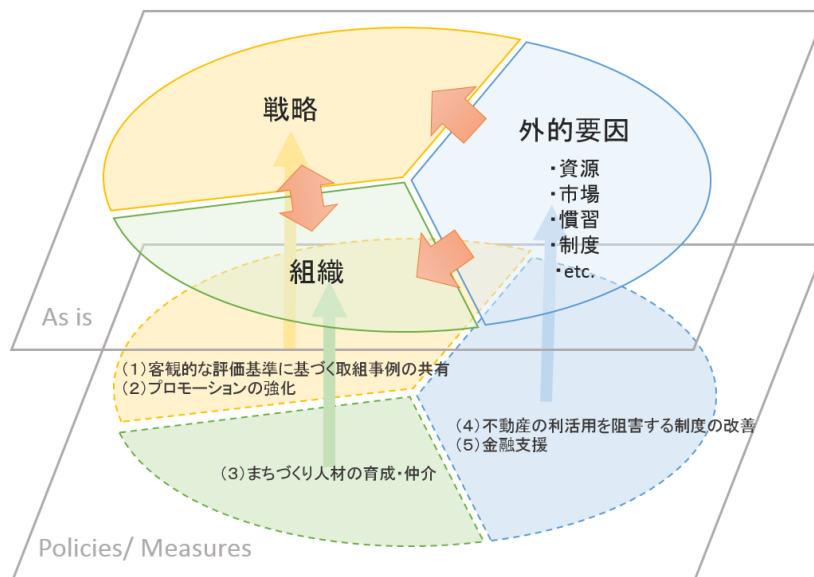 戦略
外的要因
・資源
・市場
・慣習
・制度
・etc.
組織
As is
(1)客観的な評価基準に基づく取組事例の共有
(2)プロモーションの強化
(4)不動産の利活用を阻害する制度の改善
(5)金融支援
(3)まちづくり人材の育成・仲介
Policies/ Measures